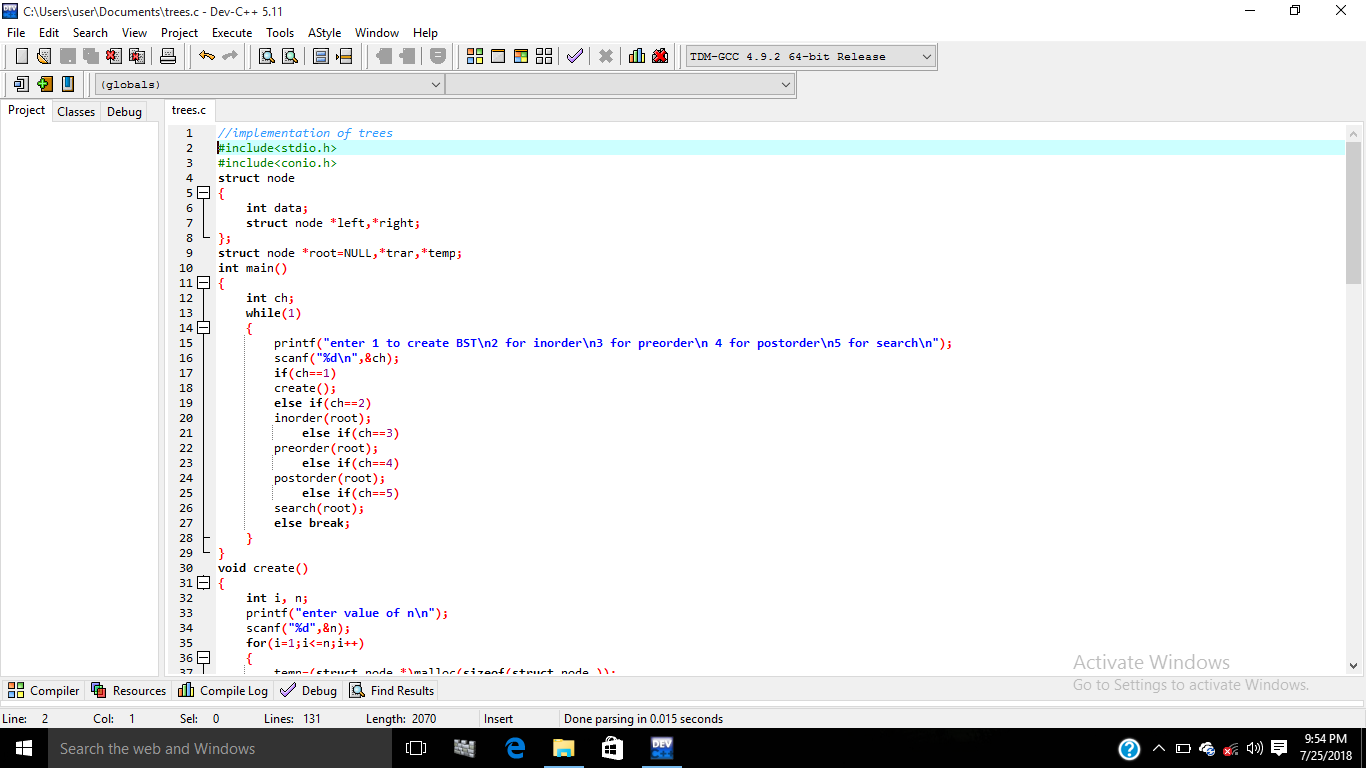 C:\Users\user\Documents\trees.c - Dev-C++ 5.11
File Edit Search View Project Execute Tools AStyle Window Help
TDM-GCC 4.9.2 64-bit Release
(globals)
Project Classes Debug trees.c
1 //implementation of trees
2 #include<stdio.h>
3 #include<conio.h>
4 struct node
5 {
6 int data;
7 struct node *left,*right;
8 };
9 struct node *root=NULL,*trar,*temp;
10 int main()
11 {
12 int ch;
13 while(1)
14 {
15 printf("enter 1 to create BST\n2 for inorder\n3 for preorder\n 4 for postorder\n5 for search\n");
16 scanf("%d\n",&ch);
17 if(ch==1)
18 create();
19 else if(ch==2)
20 inorder(root);
21 else if(ch==3)
22 preorder(root);
23 else if(ch==4)
24 postorder(root);
25 else if(ch==5)
26 search(root);
27 else break;
28 }
29 }
30 void create()
31 {
32 int i, n;
33 printf("enter value of n\n");
34 scanf("%d",&n);
35 for(i=1;i<=n;i++)
36 {
37 temp=(struct node *)malloc(sizeof(struct node ));
Activate Windows
Go to Settings to activate Windows.
Compiler Resources Compile Log Debug Find Results
Line: 2 Col: 1 Sel: 0 Lines: 131 Length: 2070 Insert Done parsing in 0.015 seconds
Search the web and Windows
DEV
9:54 PM
7/25/2018